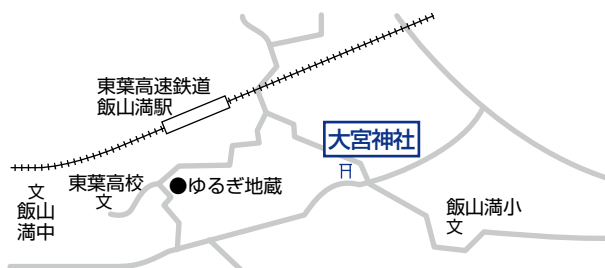 東葉高速鉄道
飯山満駅
大宮神社
東葉高校
文
ゆるぎ地蔵
文
飯山
満中
飯山満小
文